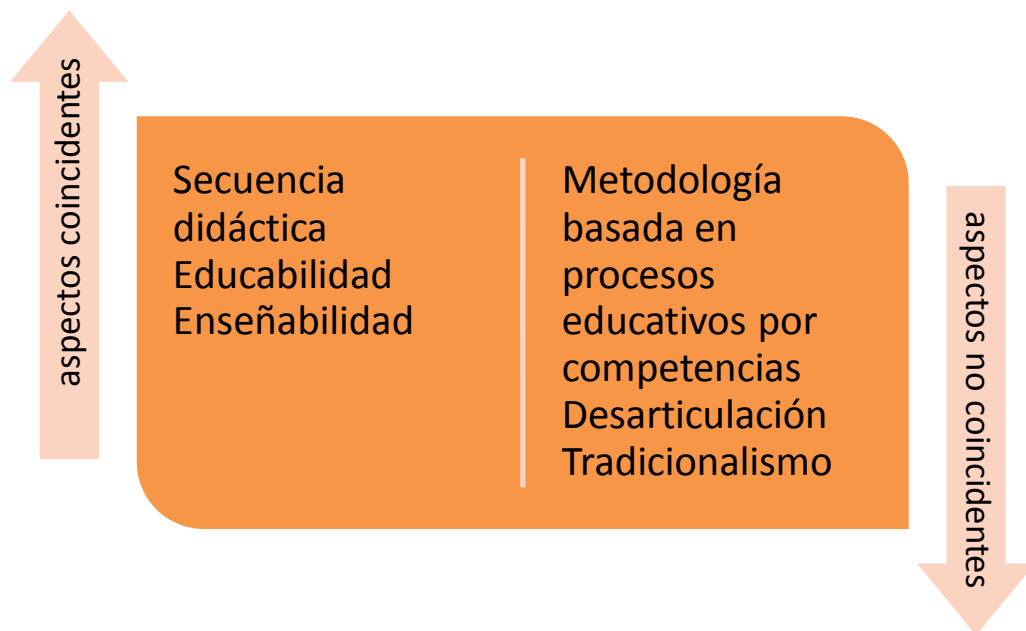 aspectos coincidentes
Secuencia
didáctica
Educabilidad
Enseñabilidad
Metodología
basada en
procesos
educativos por
competencias
Desarticulación
Tradicionalismo
aspectos no coincidentes